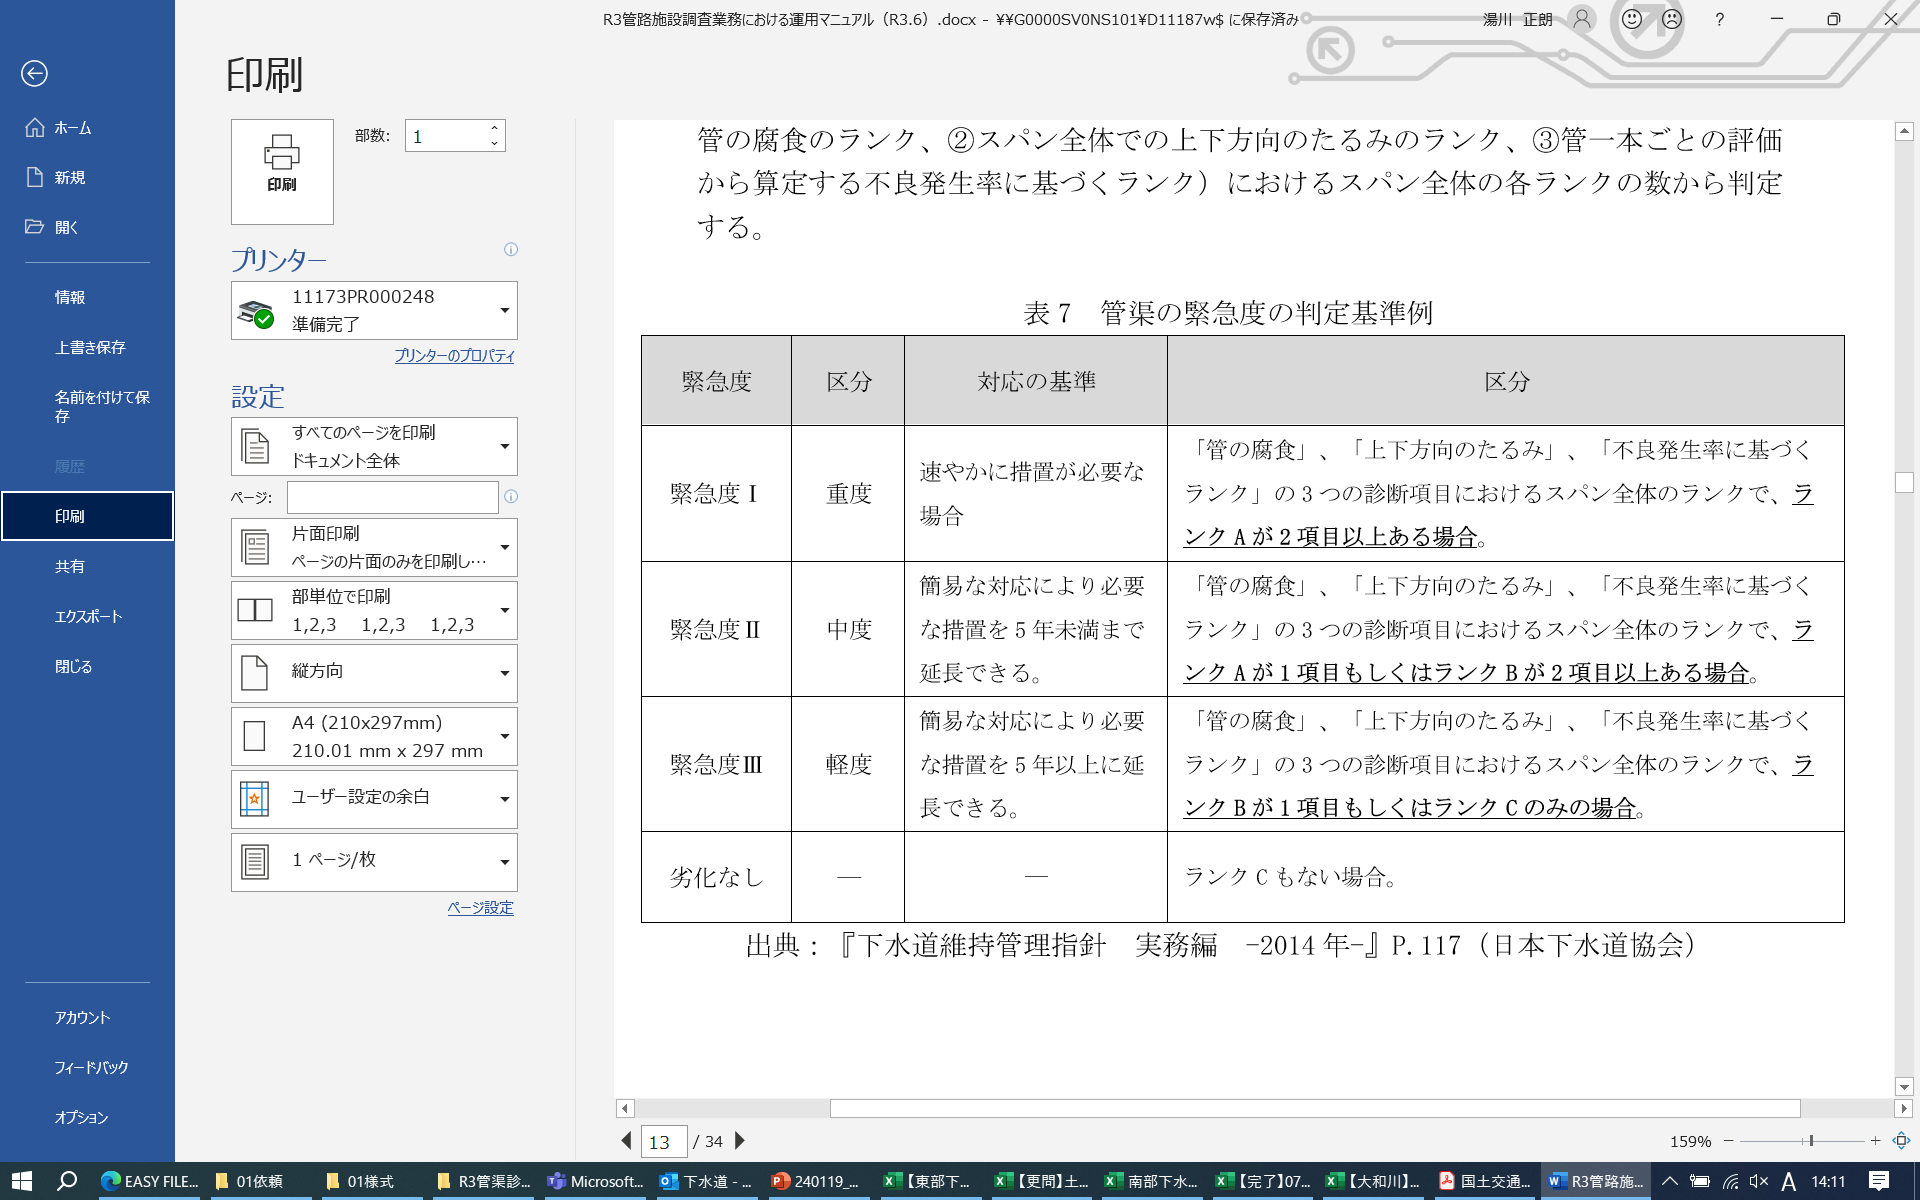 R3管路施設調査業務における運用マニュアル（R3.6）.docx - ¥¥G0000SV0NS101¥D11187w$ に保存済み
湯川 正朗
?
印刷
ホーム
新規
開く
情報
上書き保存
名前を付けて保
存
履歴
印刷
共有
エクスポート
閉じる
アカウント
フィードバック
オプション
印刷
部数:
1
プリンター
11173PR000248
準備完了
プリンターのプロパティ
設定
すべてのページを印刷
ドキュメント全体
ページ:
片面印刷
ページの片面のみを印刷し…
部単位で印刷
1,2,3 1,2,3 1,2,3
縦方向
A4 (210x297mm)
210.01 mm x 297 mm
ユーザー設定の余白
1 ページ/枚
ページ設定
管の腐食のランク、②スパン全体での上下方向のたるみのランク、③管一本ごとの評価
から算定する不良発生率に基づくランク）におけるスパン全体の各ランクの数から判定
する。
表７　管渠の緊急度の判定基準例
緊急度 区分 対応の基準 区分
緊急度Ⅰ 重度
速やかに措置が必要な
場合
「管の腐食」、「上下方向のたるみ」、「不良発生率に基づく
ランク」の３つの診断項目におけるスパン全体のランクで、ラ
ンクAが２項目以上ある場合。
緊急度Ⅱ 中度
簡易な対応により必要
な措置を５年未満まで
延長できる。
「管の腐食」、「上下方向のたるみ」、「不良発生率に基づく
ランク」の３つの診断項目におけるスパン全体のランクで、ラ
ンクAが１項目もしくはランクBが２項目以上ある場合。
緊急度Ⅲ 軽度
簡易な対応により必要
な措置を５年以上に延
長できる。
「管の腐食」、「上下方向のたるみ」、「不良発生率に基づく
ランク」の３つの診断項目におけるスパン全体のランクで、ラ
ンクBが１項目もしくはランクCのみの場合。
劣化なし ― ― ランクCもない場合。
出典：『下水道維持管理指針　実務編　-2014年-』P.117（日本下水道協会）
13 / 34
159%
EASY FILE... 01依頼 01様式 R3管渠診... Microsoft... 下水道 - ... 240119_... 【東部下... 【更問】土... 南部下水... 【完了】07... 【大和川】... 国土交通... R3管路施... A 14:11